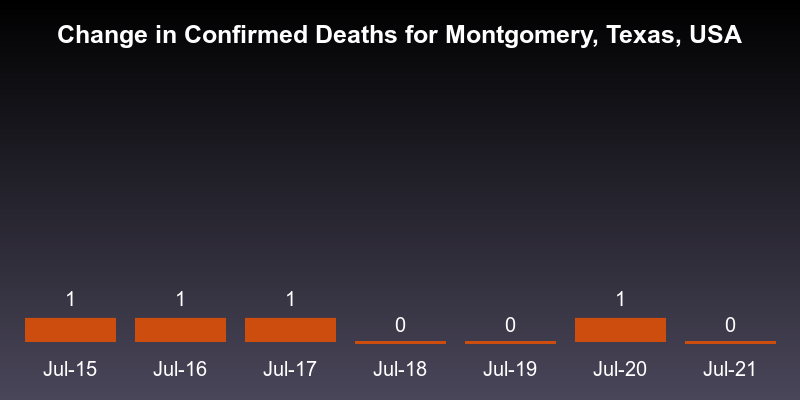 Change in Confirmed Deaths for Montgomery, Texas, USA
1 1 1 0 0 1 0
Jul-15 Jul-16 Jul-17 Jul-18 Jul-19 Jul-20 Jul-21